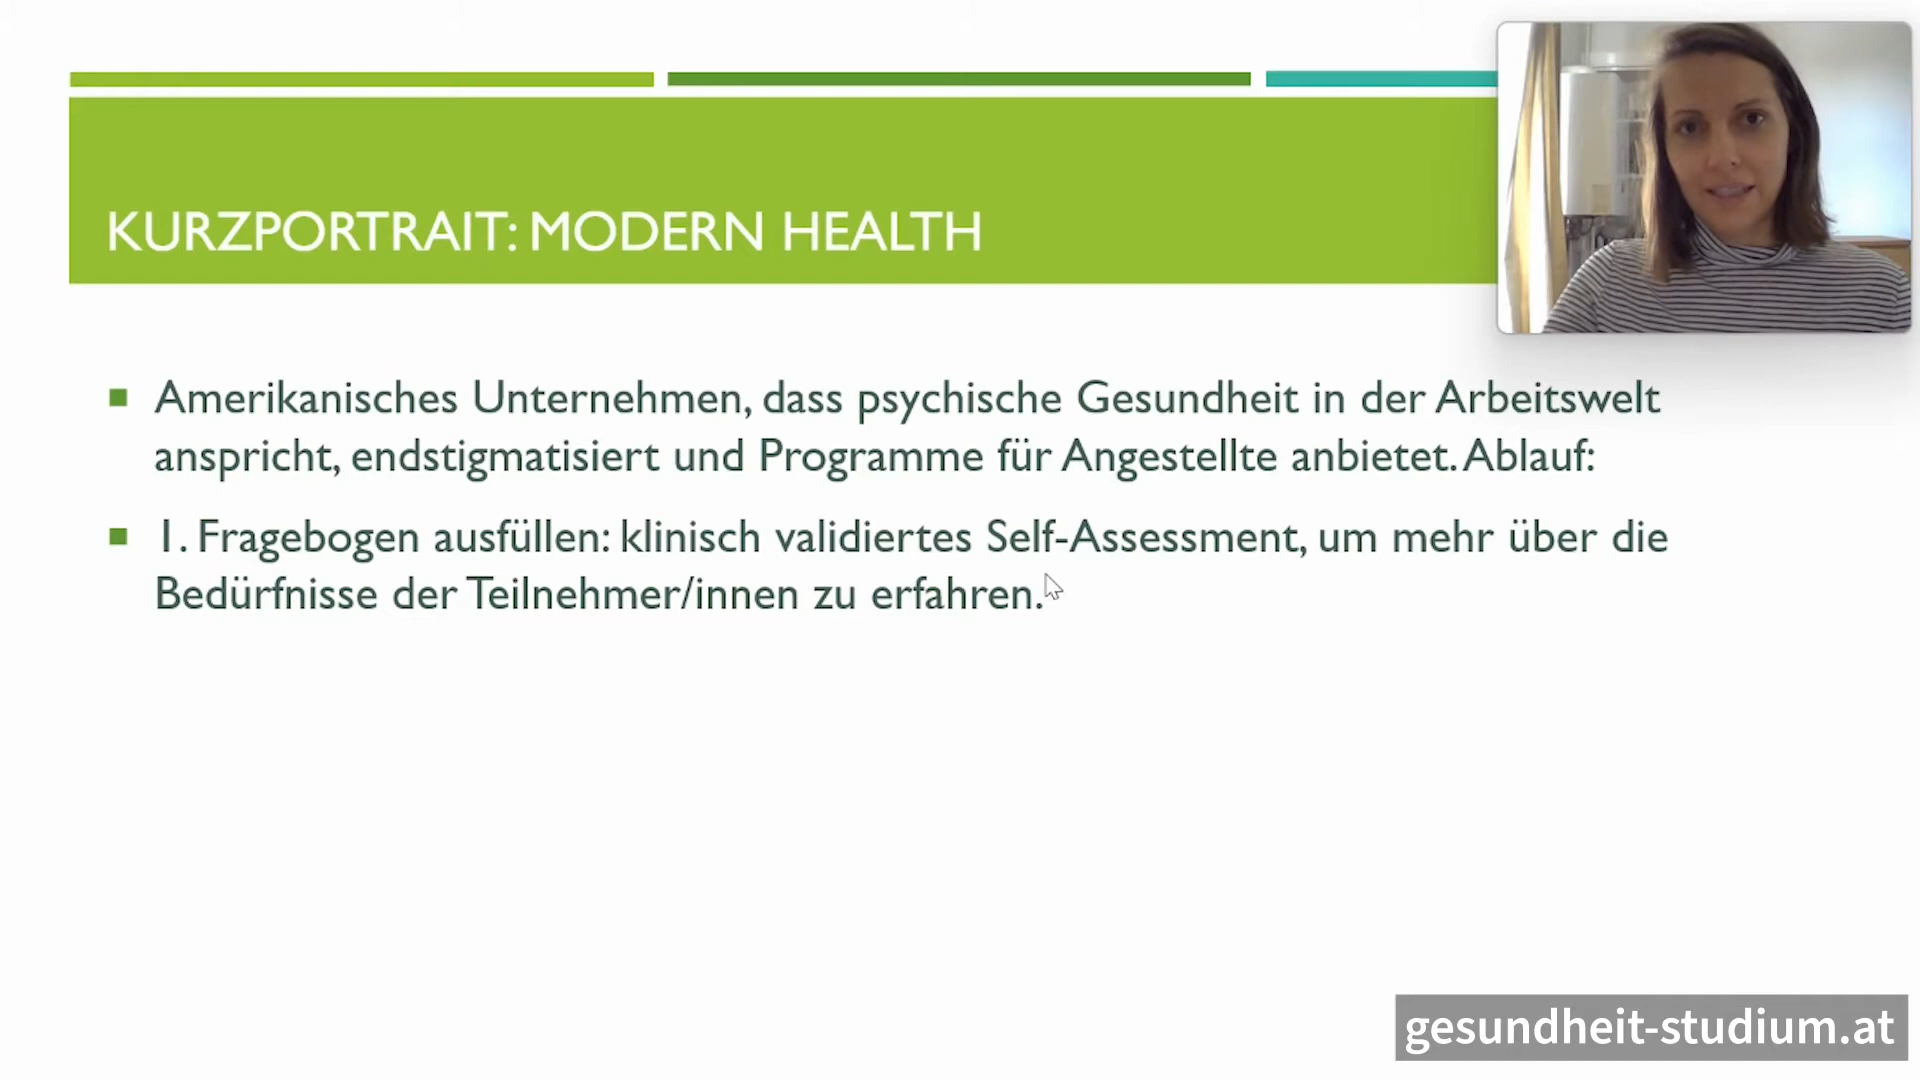 KURZPORTRAIT: MODERN HEALTH
Amerikanisches Unternehmen, dass psychische Gesundheit in der Arbeitswelt
anspricht, endstigmatisiert und Programme für Angestellte anbietet. Ablauf:
1. Fragebogen ausfüllen: klinisch validiertes Self-Assessment, um mehr über die
Bedürfnisse der Teilnehmer/innen zu erfahren.
gesundheit-studium.at